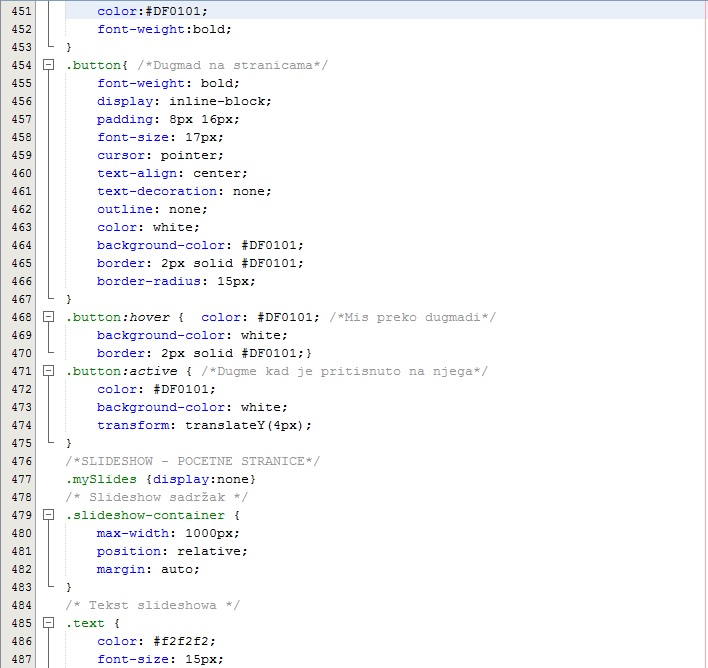 451 color:#DF0101;
452 font-weight:bold;
453 }
454 .button{ /*Dugmad na stranicama*/
455 font-weight: bold;
456 display: inline-block;
457 padding: 8px 16px;
458 font-size: 17px;
459 cursor: pointer;
460 text-align: center;
461 text-decoration: none;
462 outline: none;
463 color: white;
464 background-color: #DF0101;
465 border: 2px solid #DF0101;
466 border-radius: 15px;
467 }
468 .button:hover {  color: #DF0101; /*Mis preko dugmadi*/
469 background-color: white;
470 border: 2px solid #DF0101;}
471 .button:active { /*Dugme kad je pritisnuto na njega*/
472 color: #DF0101;
473 background-color: white;
474 transform: translateY(4px);
475 }
476 /*SLIDESHOW - POCETNE STRANICE*/
477 .mySlides {display:none}
478 /* Slideshow sadržak */
479 .slideshow-container {
480 max-width: 1000px;
481 position: relative;
482 margin: auto;
483 }
484 /* Tekst slideshowa */
485 .text {
486 color: #f2f2f2;
487 font-size: 15px;